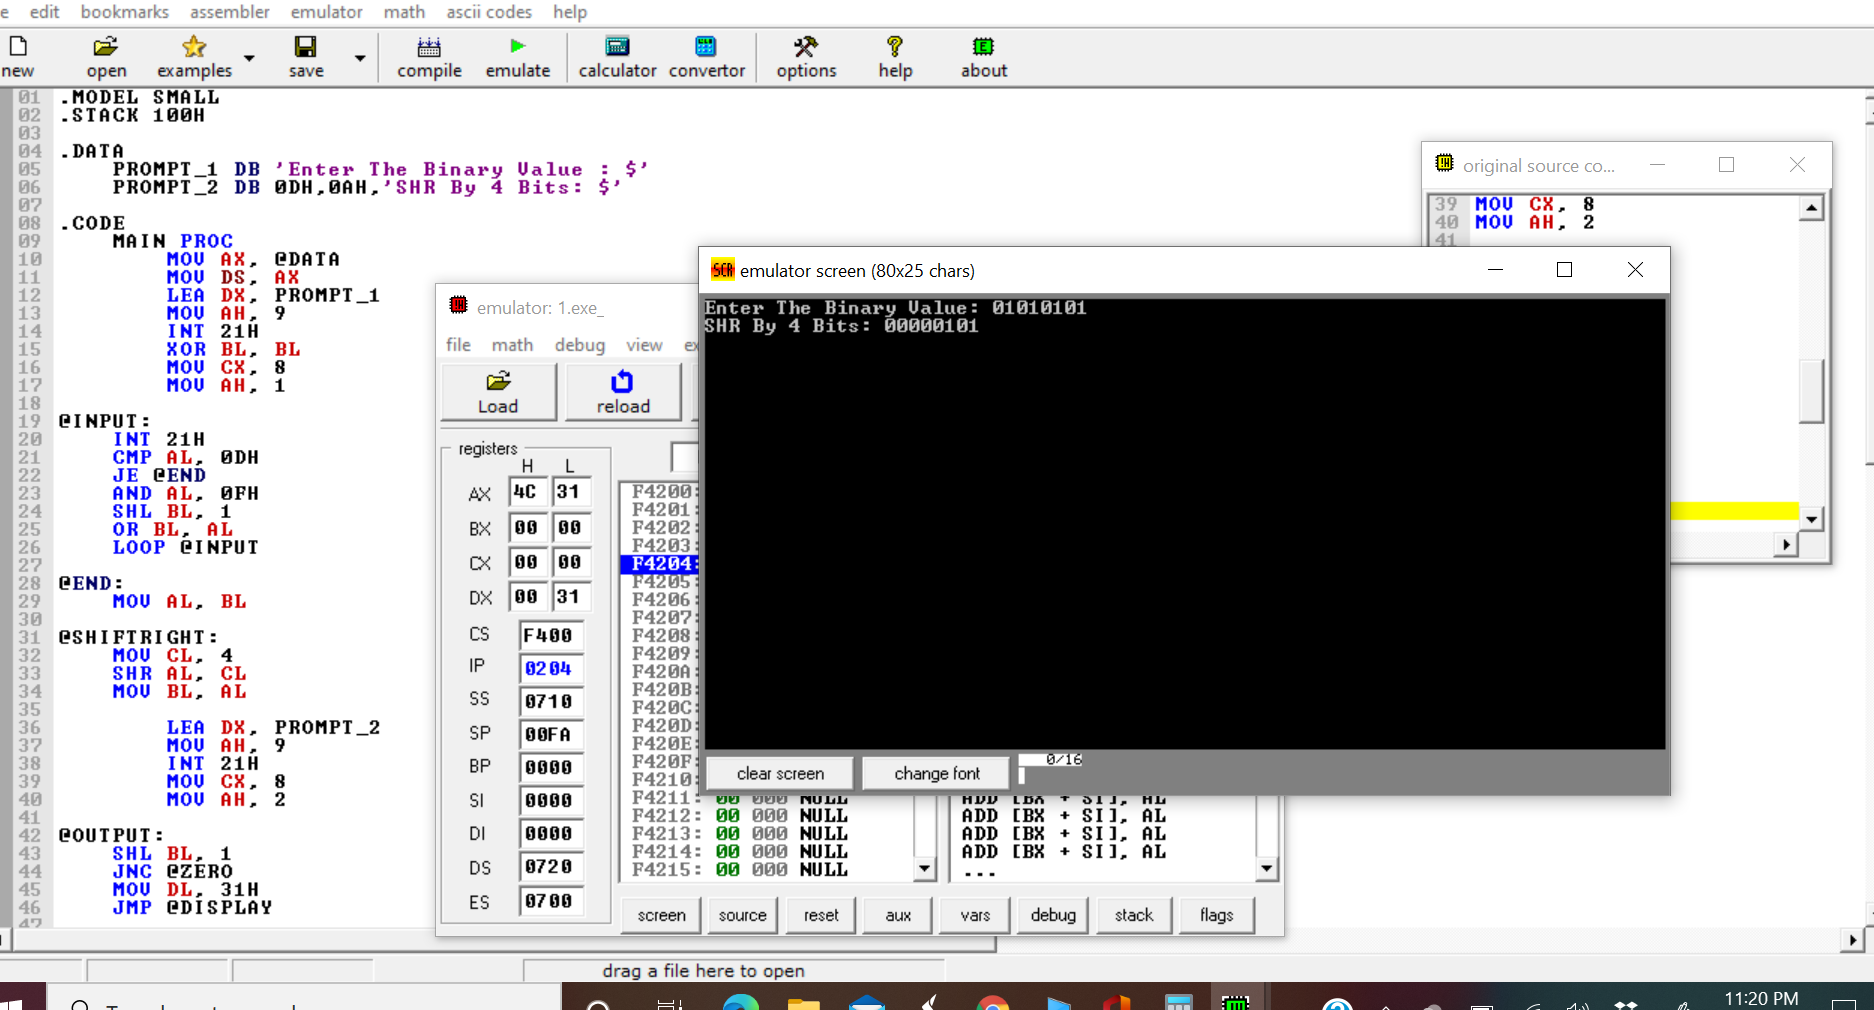 edit bookmarks assembler emulator math ascii codes help
new open examples save compile emulate calculator convertor options help about
01 .MODEL SMALL
02 .STACK 100H
03
04 .DATA
05 PROMPT_1 DB 'Enter The Binary Value : $'
06 PROMPT_2 DB 0DH,0AH,'SHR By 4 Bits: $'
07
08 .CODE
09 MAIN PROC
10 MOV AX, @DATA
11 MOV DS, AX
12 LEA DX, PROMPT_1
13 MOV AH, 9
14 INT 21H
15 XOR BL, BL
16 MOV CX, 8
17 MOV AH, 1
18
19 @INPUT:
20 INT 21H
21 CMP AL, 0DH
22 JE @END
23 AND AL, 0FH
24 SHL BL, 1
25 OR BL, AL
26 LOOP @INPUT
27
28 @END:
29 MOV AL, BL
30
31 @SHIFTRIGHT:
32 MOV CL, 4
33 SHR AL, CL
34 MOV BL, AL
35
36 LEA DX, PROMPT_2
37 MOV AH, 9
38 INT 21H
39 MOV CX, 8
40 MOV AH, 2
41
42 @OUTPUT:
43 SHL BL, 1
44 JNC @ZERO
45 MOV DL, 31H
46 JMP @DISPLAY
47
original source co...
39 MOV CX, 8
40 MOV AH, 2
41
emulator: 1.exe_
file math debug view
Load reload
registers
H L
AX 4C 31
BX 00 00
CX 00 00
DX 00 31
CS F400
IP 0204
SS 0710
SP 00FA
BP 0000
SI 0000
DI 0000
DS 0720
ES 0700
F4200:
F4201:
F4202:
F4203:
F4204:
F4205:
F4206:
F4207:
F4208:
F4209:
F420A:
F420B:
F420C:
F420D:
F420E:
F420F:
F4210:
F4211: 00 000 NULL
F4212: 00 000 NULL
F4213: 00 000 NULL
F4214: 00 000 NULL
F4215: 00 000 NULL
ADD [BX + SI], AL
ADD [BX + SI], AL
ADD [BX + SI], AL
ADD [BX + SI], AL
...
screen source reset aux vars debug stack flags
SCR emulator screen (80x25 chars)
Enter The Binary Value: 01010101
SHR By 4 Bits: 00000101
clear screen change font 0/16
drag a file here to open
11:20 PM